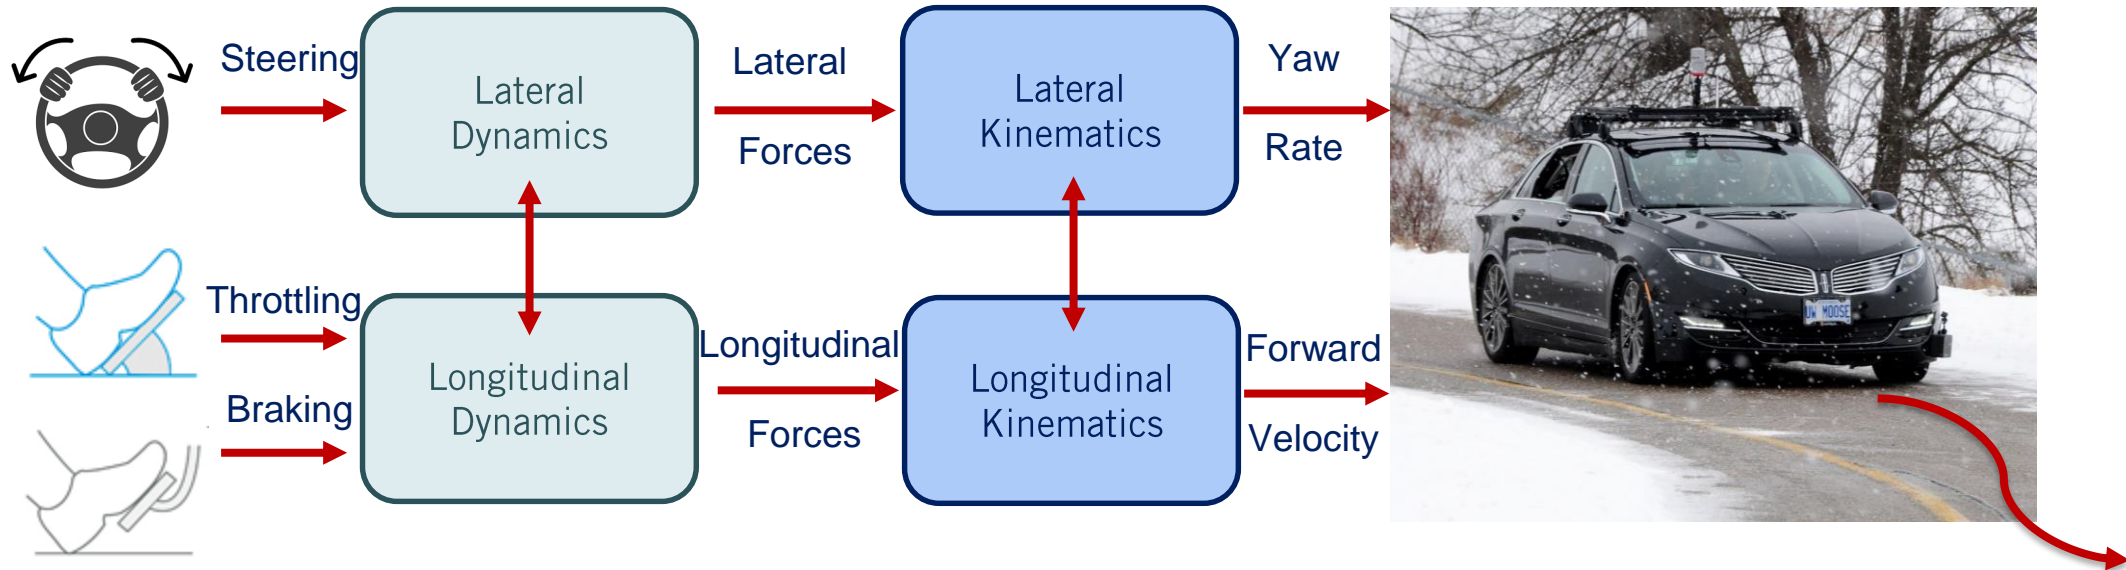 Steering
Lateral
Dynamics
Lateral
Forces
Lateral
Kinematics
Yaw
Rate
Throttling
Braking
Longitudinal
Dynamics
Longitudinal
Forces
Longitudinal
Kinematics
Forward
Velocity
UW MOOSE